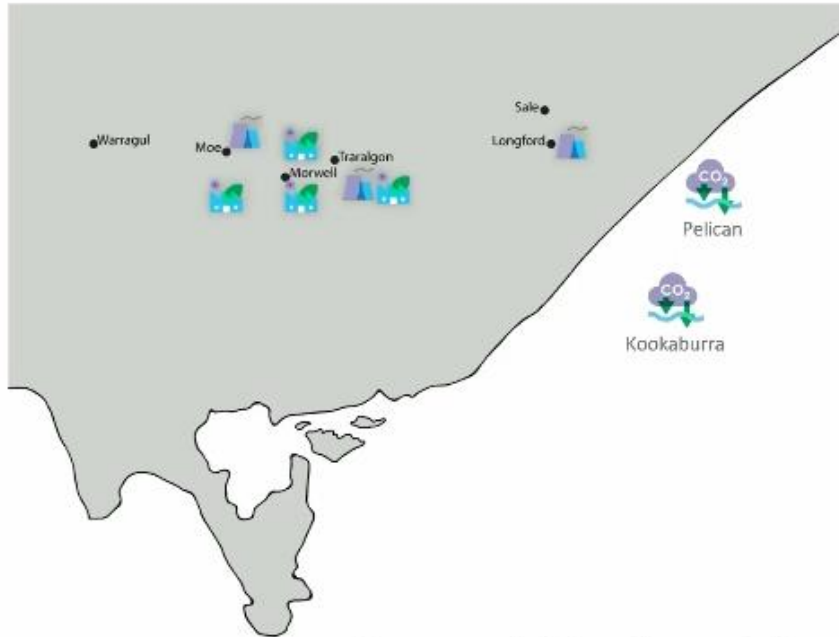 Sale
Warragul
Moe
Longford
Traralgon
Morwell
CO₂
Pelican
CO₂
Kookaburra